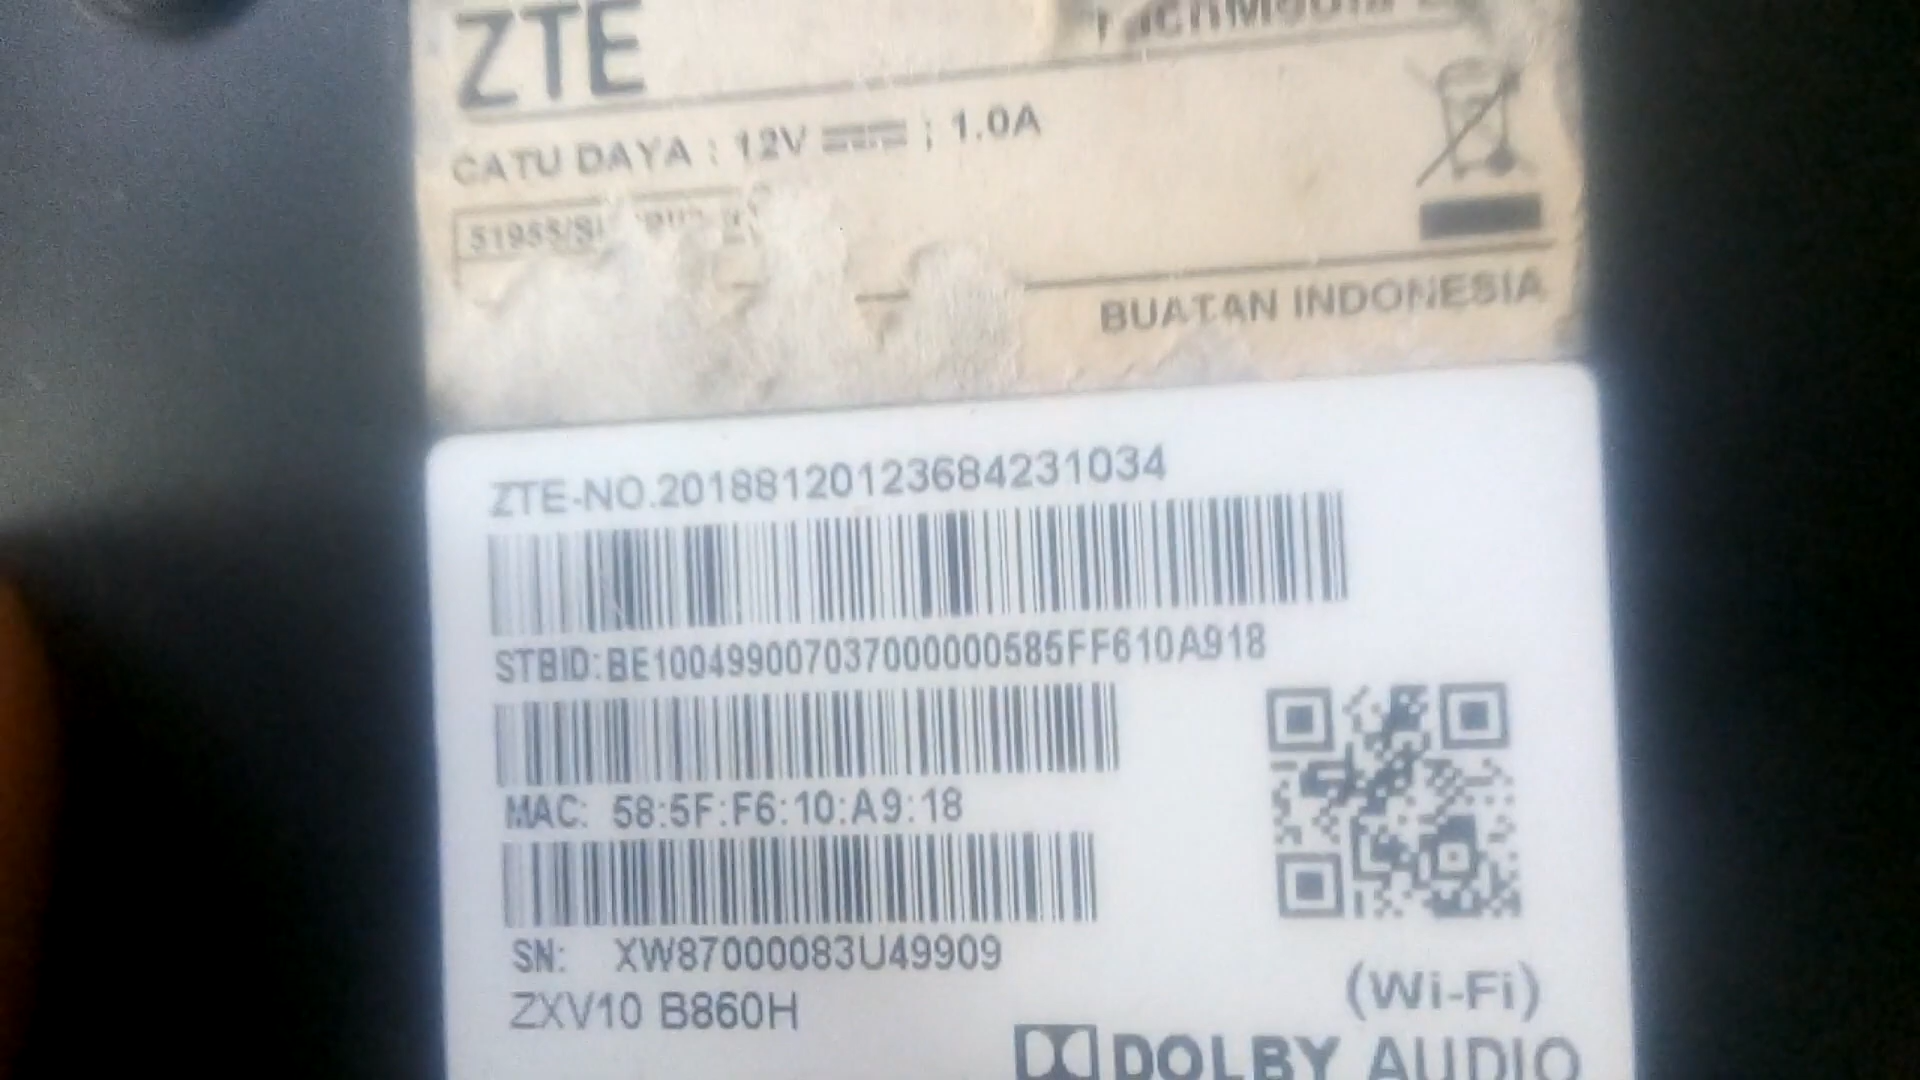 ZTE
CATU DAYA : 12V ; 1.0A
BUATAN INDONESIA
ZTE-NO.20188120123684231034
STBID:BE100499007037000000585FF610A918
MAC: 58:5F:F6:10:A9:18
SN: XW87000083U49909
ZXV10 B860H
(Wi-Fi)
DOLBY AUDIO